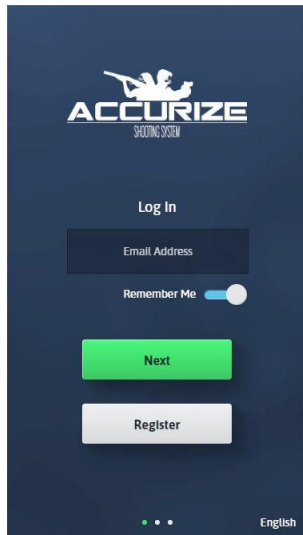 ACCURIZE
SHOOTING SYSTEM
Log In
Email Address
Remember Me
Next
Register
English